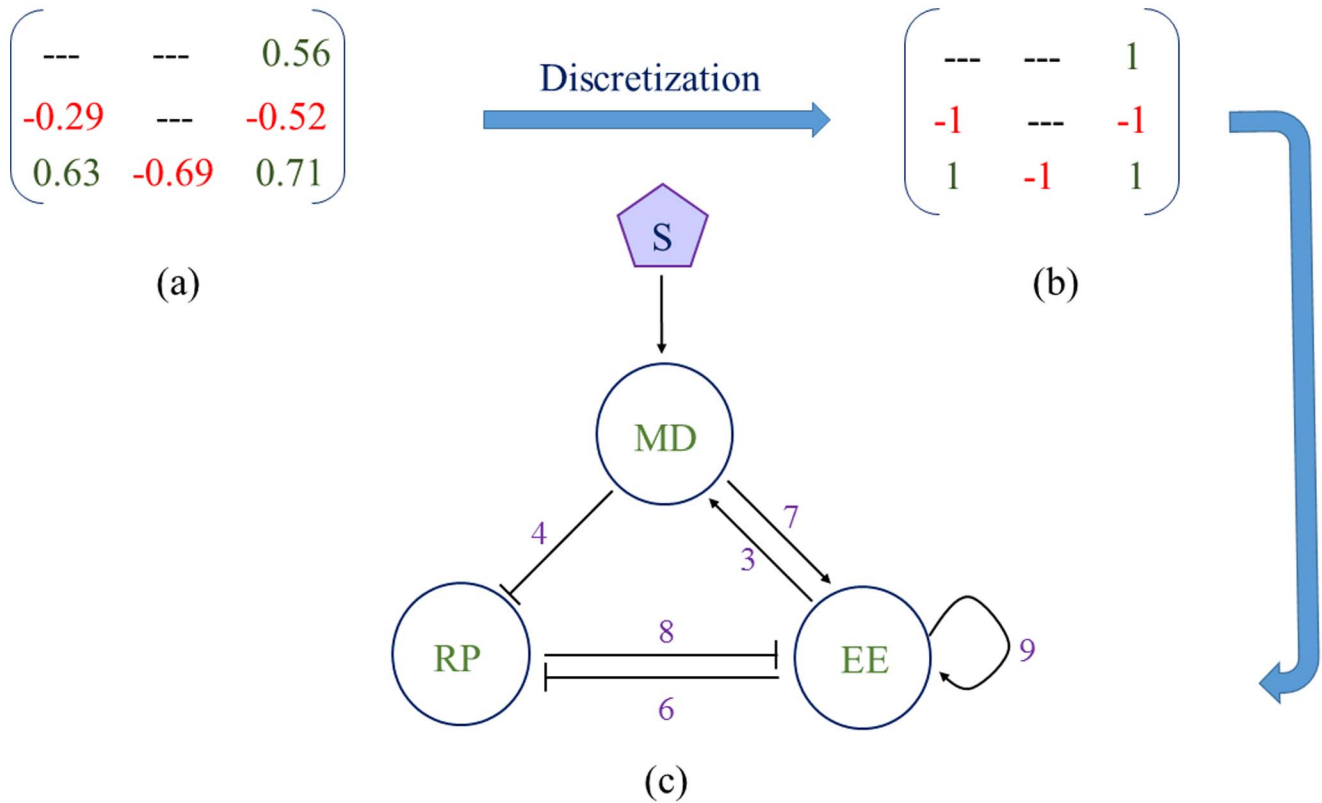 --- --- 0.56
-0.29 --- -0.52
0.63 -0.69 0.71
(a)
Discretization
--- --- 1
-1 --- -1
1 -1 1
(b)
S
MD
4
7
3
RP
8
6
EE
9
(c)